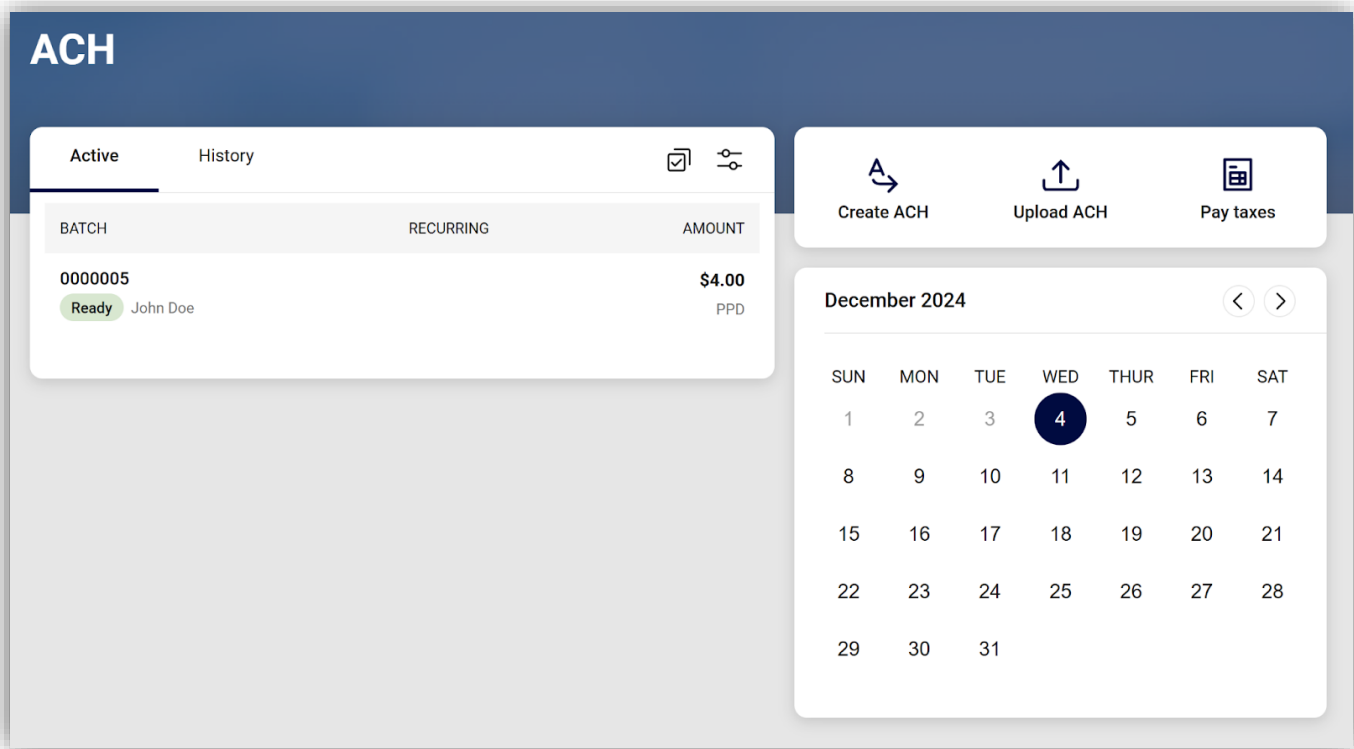 ACH
Active History
BATCH RECURRING AMOUNT
0000005 $4.00
Ready John Doe PPD
Create ACH Upload ACH Pay taxes
December 2024
SUN MON TUE WED THUR FRI SAT
1 2 3 4 5 6 7
8 9 10 11 12 13 14
15 16 17 18 19 20 21
22 23 24 25 26 27 28
29 30 31